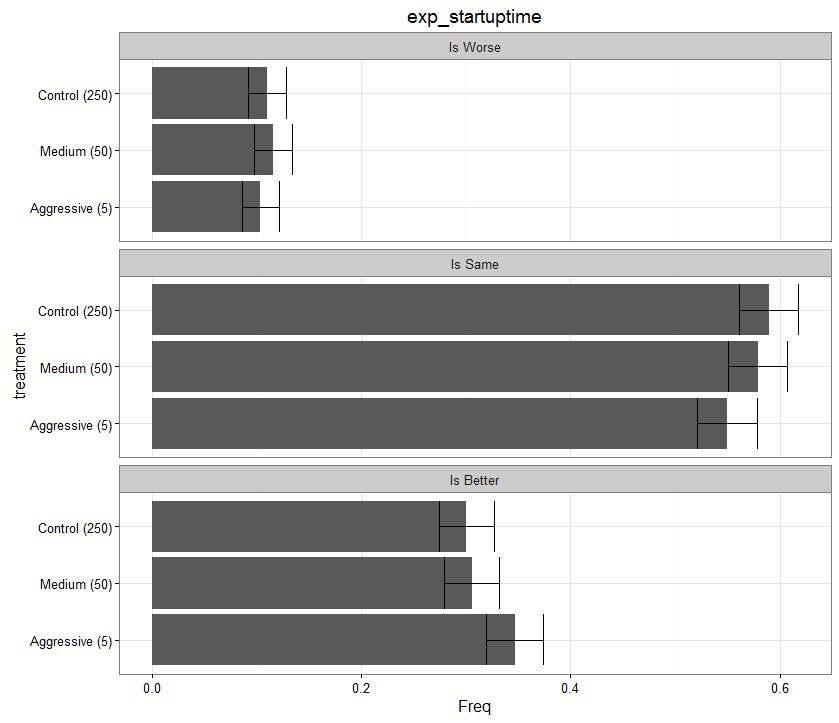 exp_startuptime
Is Worse
Control (250)
Medium (50)
Aggressive (5)
Is Same
Control (250)
Medium (50)
Aggressive (5)
treatment
Is Better
Control (250)
Medium (50)
Aggressive (5)
0.0 0.2 0.4 0.6
Freq